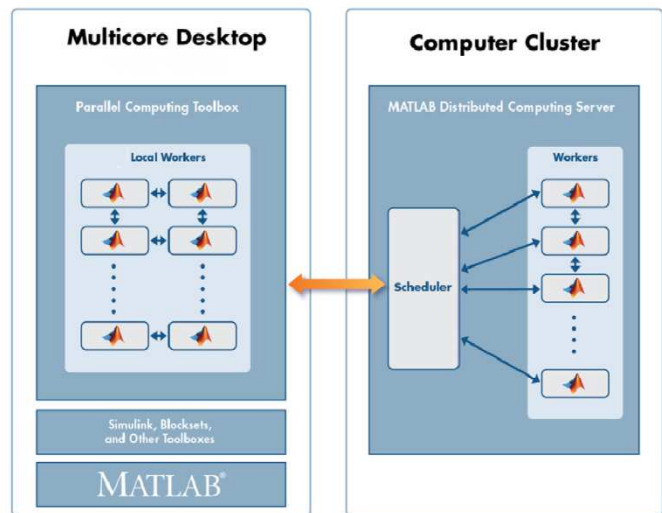 Multicore Desktop
Parallel Computing Toolbox
Local Workers
Simulink, Blocksets,
and Other Toolboxes
MATLAB®
Computer Cluster
MATLAB Distributed Computing Server
Workers
Scheduler